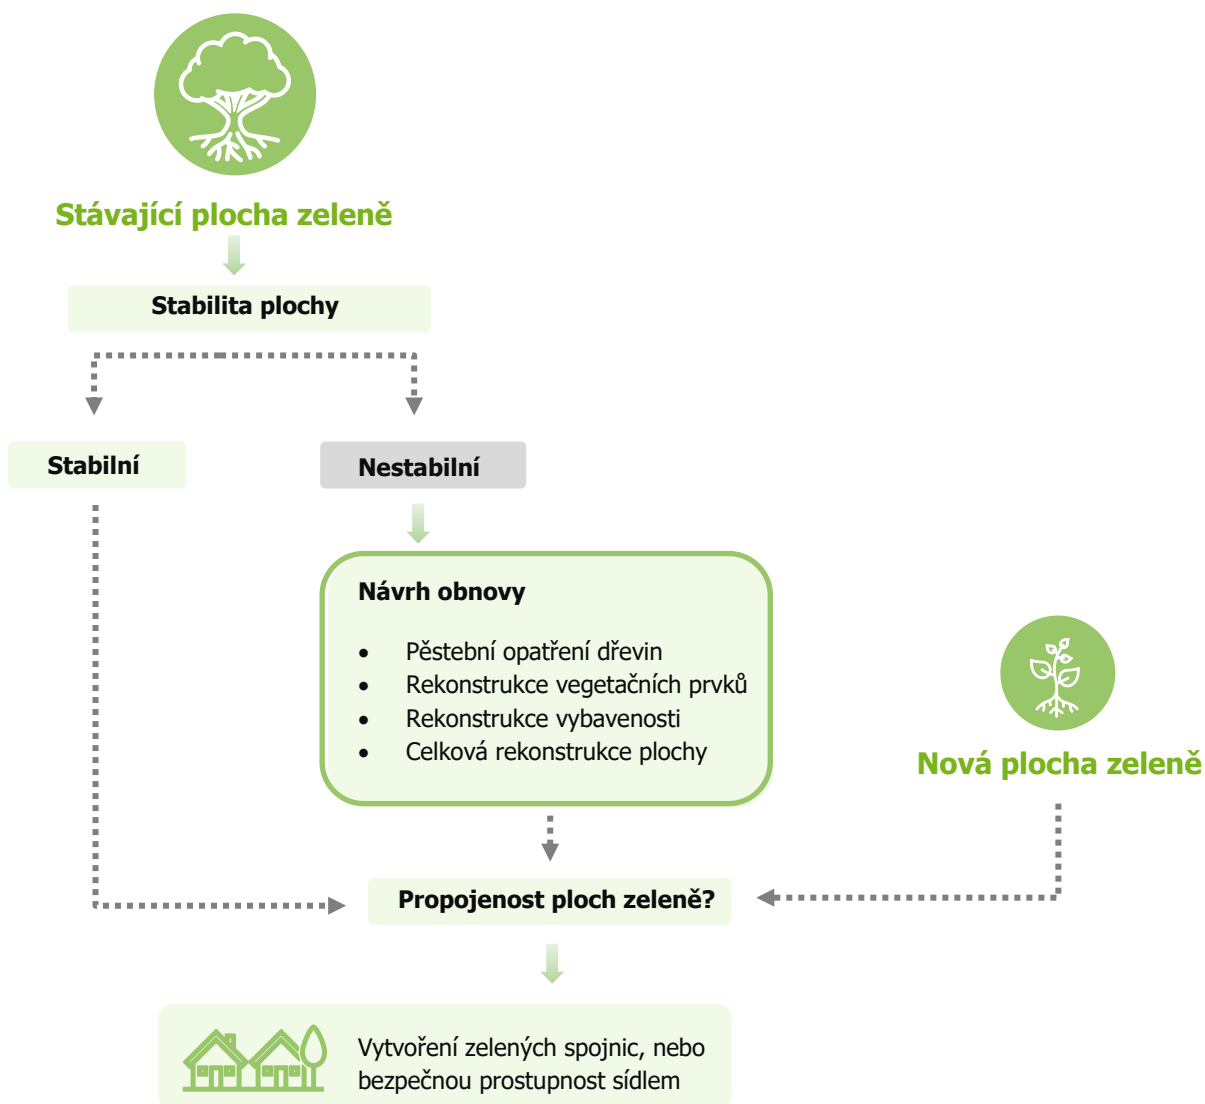 Stávající plocha zeleně
Stabilita plochy
Stabilní
Nestabilní
Návrh obnovy
• Pěstební opatření dřevin
• Rekonstrukce vegetačních prvků
• Rekonstrukce vybavenosti
• Celková rekonstrukce plochy
Nová plocha zeleně
Propojenost ploch zeleně?
Vytvoření zelených spojnic, nebo
bezpečnou prostupnost sídlem